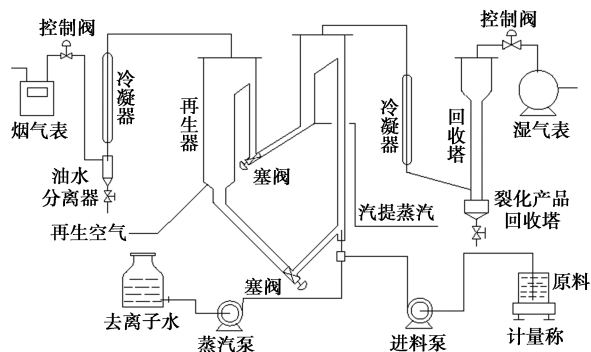 控制阀
烟气表
冷凝器
油水
分离器
再生器
再生空气
塞阀
塞阀
汽提蒸汽
冷凝器
回收塔
控制阀
湿气表
裂化产品
回收塔
去离子水
蒸汽泵
进料泵
原料
计量称